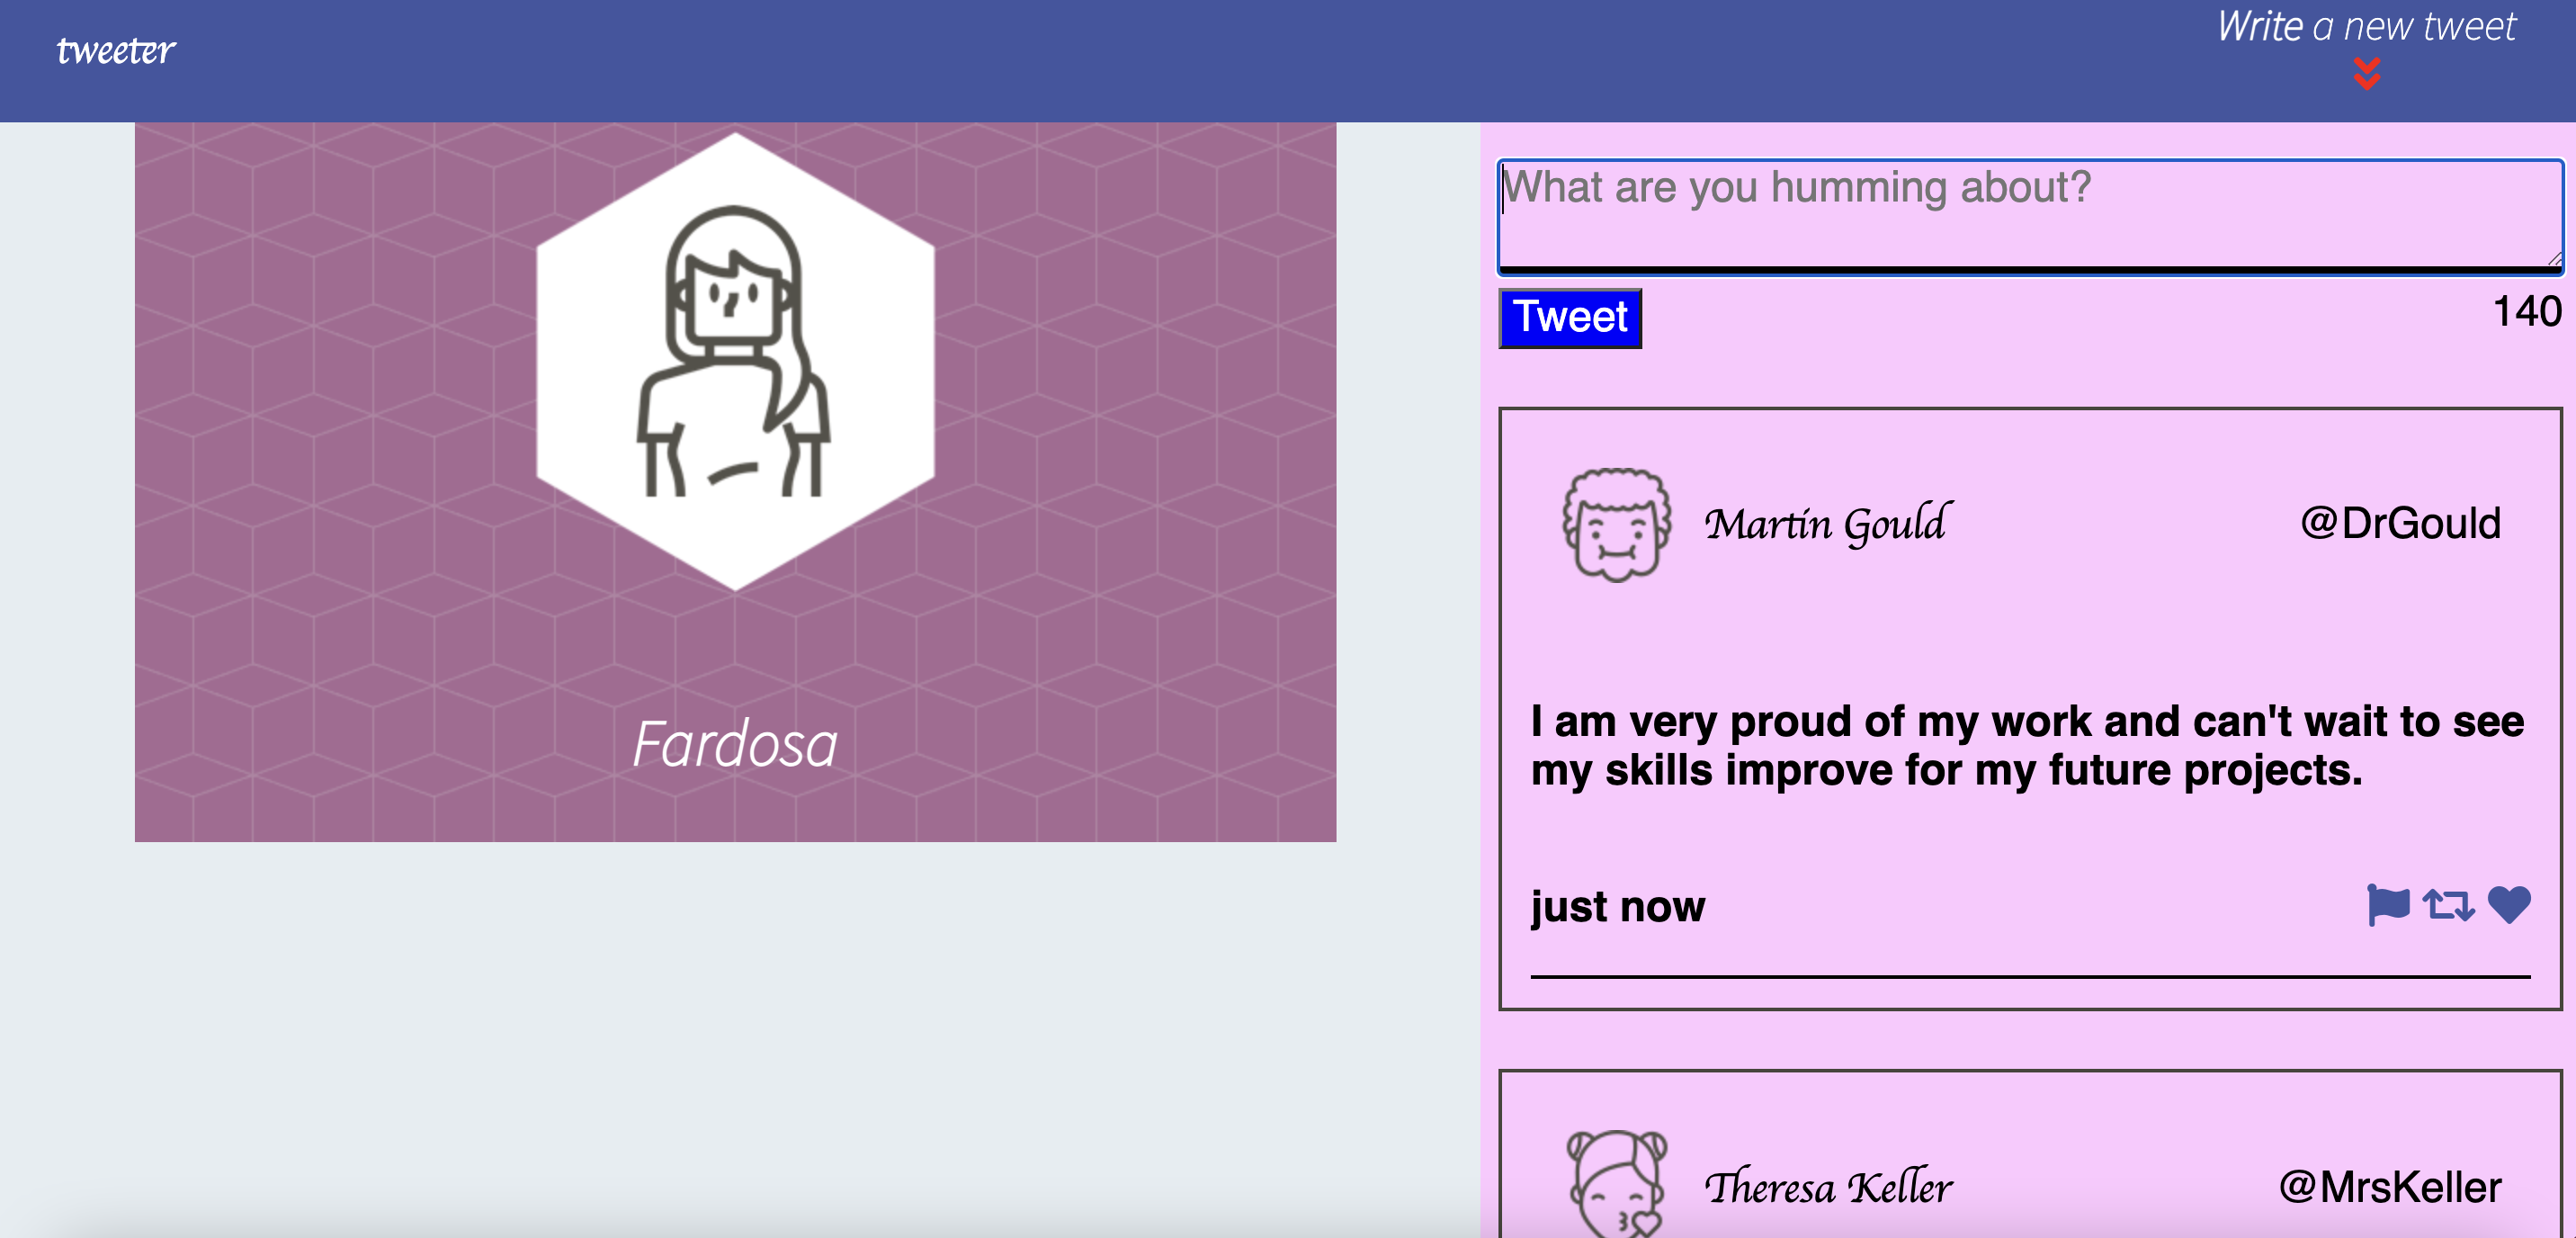 tweeter
Write a new tweet
Fardosa
What are you humming about?
Tweet
140
Martin Gould
@DrGould
I am very proud of my work and can't wait to see
my skills improve for my future projects.
just now
Theresa Keller
@MrsKeller